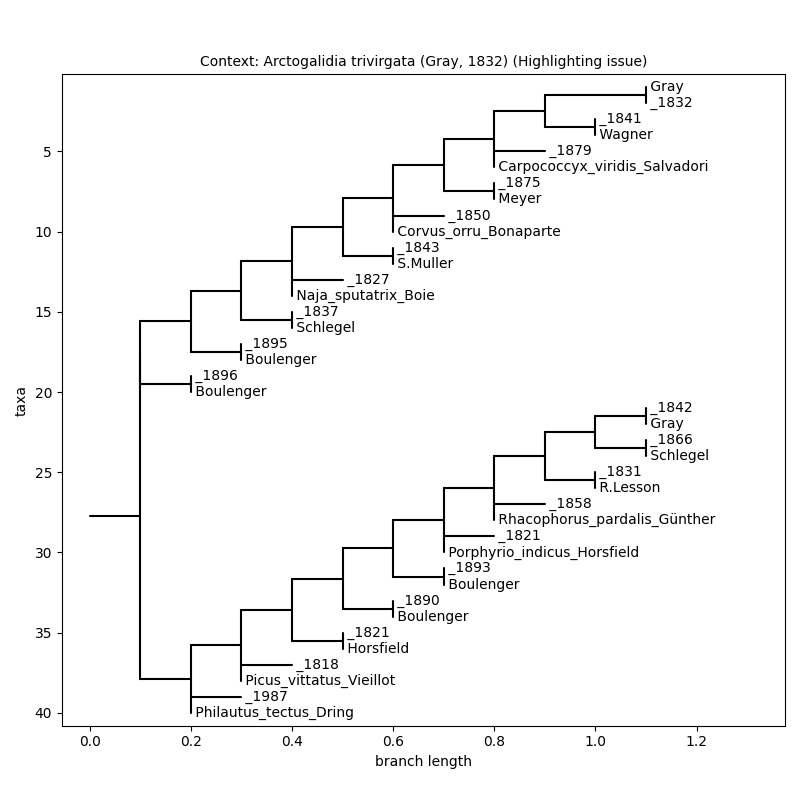 Context: Arctogalidia trivirgata (Gray, 1832) (Highlighting issue)
Gray
_1832
_1841
Wagner
_1879
Carpococcyx_viridis_Salvadori
_1875
Meyer
_1850
Corvus_orru_Bonaparte
_1843
S.Muller
_1827
Naja_sputatrix_Boie
_1837
Schlegel
_1895
Boulenger
_1896
Boulenger
_1842
Gray
_1866
Schlegel
_1831
R.Lesson
_1858
Rhacophorus_pardalis_Günther
_1821
Porphyrio_indicus_Horsfield
_1893
Boulenger
_1890
Boulenger
_1821
Horsfield
_1818
Picus_vittatus_Vieillot
_1987
Philautus_tectus_Dring
5
10
15
20
25
30
35
40
taxa
0.0 0.2 0.4 0.6 0.8 1.0 1.2
branch length